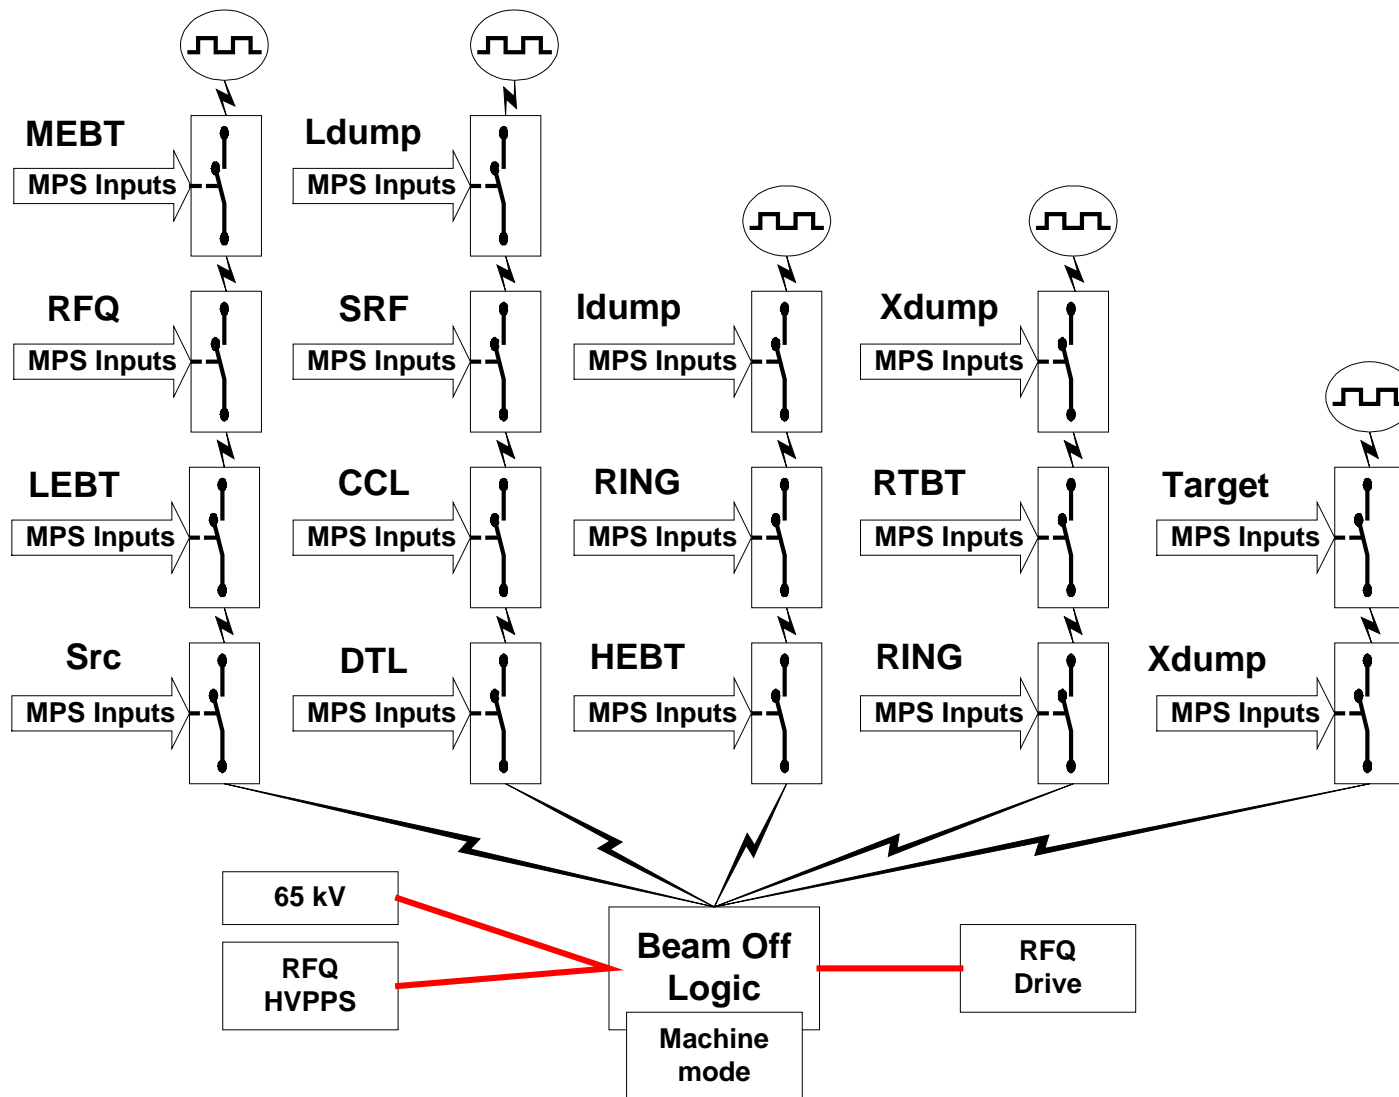 MEBT
MPS Inputs
Ldump
MPS Inputs
RFQ
MPS Inputs
SRF
MPS Inputs
Idump
MPS Inputs
Xdump
MPS Inputs
LEBT
MPS Inputs
CCL
MPS Inputs
RING
MPS Inputs
RTBT
MPS Inputs
Target
MPS Inputs
Src
MPS Inputs
DTL
MPS Inputs
HEBT
MPS Inputs
RING
MPS Inputs
Xdump
MPS Inputs
65 kV
RFQ
HVPPS
Beam Off
Logic
Machine
mode
RFQ
Drive